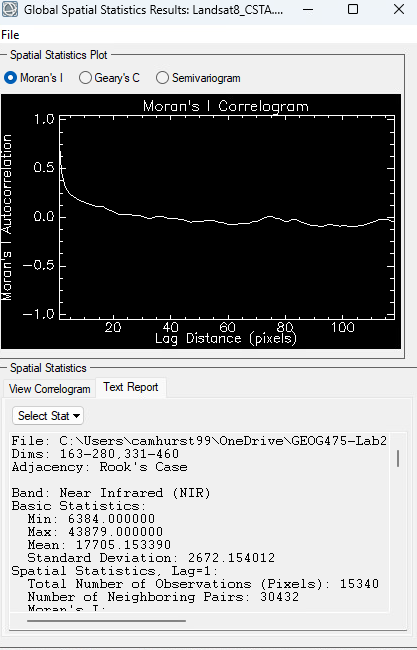 Global Spatial Statistics Results: Landsat8_CSTA....
File
Spatial Statistics Plot
Moran's I Geary's C Semivariogram
Moran's I Correlogram
1.0
0.5
0.0
-0.5
-1.0
Moran's I Autocorrelation
20 40 60 80 100
Lag Distance (pixels)
Spatial Statistics
View Correlogram Text Report
Select Stat
File: C:\Users\camhurst99\OneDrive\GEOG475-Lab2
Dims: 163-280,331-460
Adjacency: Rook's Case
Band: Near Infrared (NIR)
Basic Statistics:
Min: 6384.000000
Max: 43879.000000
Mean: 17705.153390
Standard Deviation: 2672.154012
Spatial Statistics, Lag=1:
Total Number of Observations (Pixels): 15340
Number of Neighboring Pairs: 30432
Moran's I: